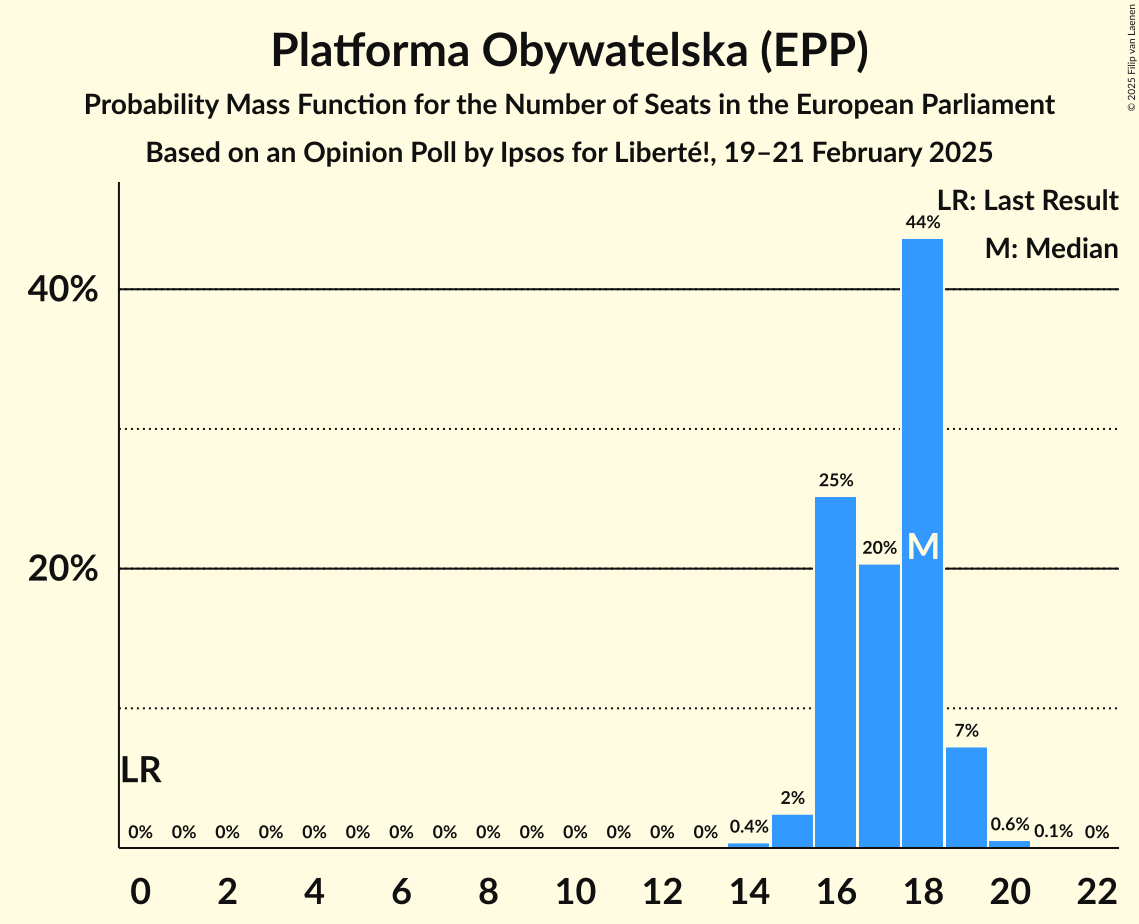 Platforma Obywatelska (EPP)
Probability Mass Function for the Number of Seats in the European Parliament
Based on an Opinion Poll by Ipsos for Liberté!, 19–21 February 2025
© 2025 Filip van Laenen
LR: Last Result
M: Median
40%
20%
44%
25%
20%
M
7%
2%
LR
0% 0% 0% 0% 0% 0% 0% 0% 0% 0% 0% 0% 0% 0% 0.4% 0.6% 0.1% 0%
0 2 4 6 8 10 12 14 16 18 20 22